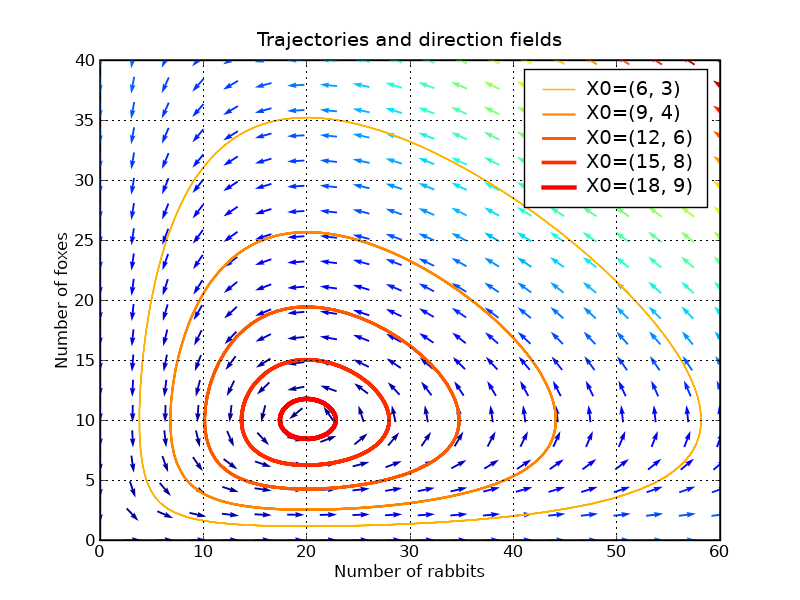 Trajectories and direction fields
X0=(6, 3)
X0=(9, 4)
X0=(12, 6)
X0=(15, 8)
X0=(18, 9)
Number of foxes
40
35
30
25
20
15
10
5
0
0 10 20 30 40 50 60
Number of rabbits